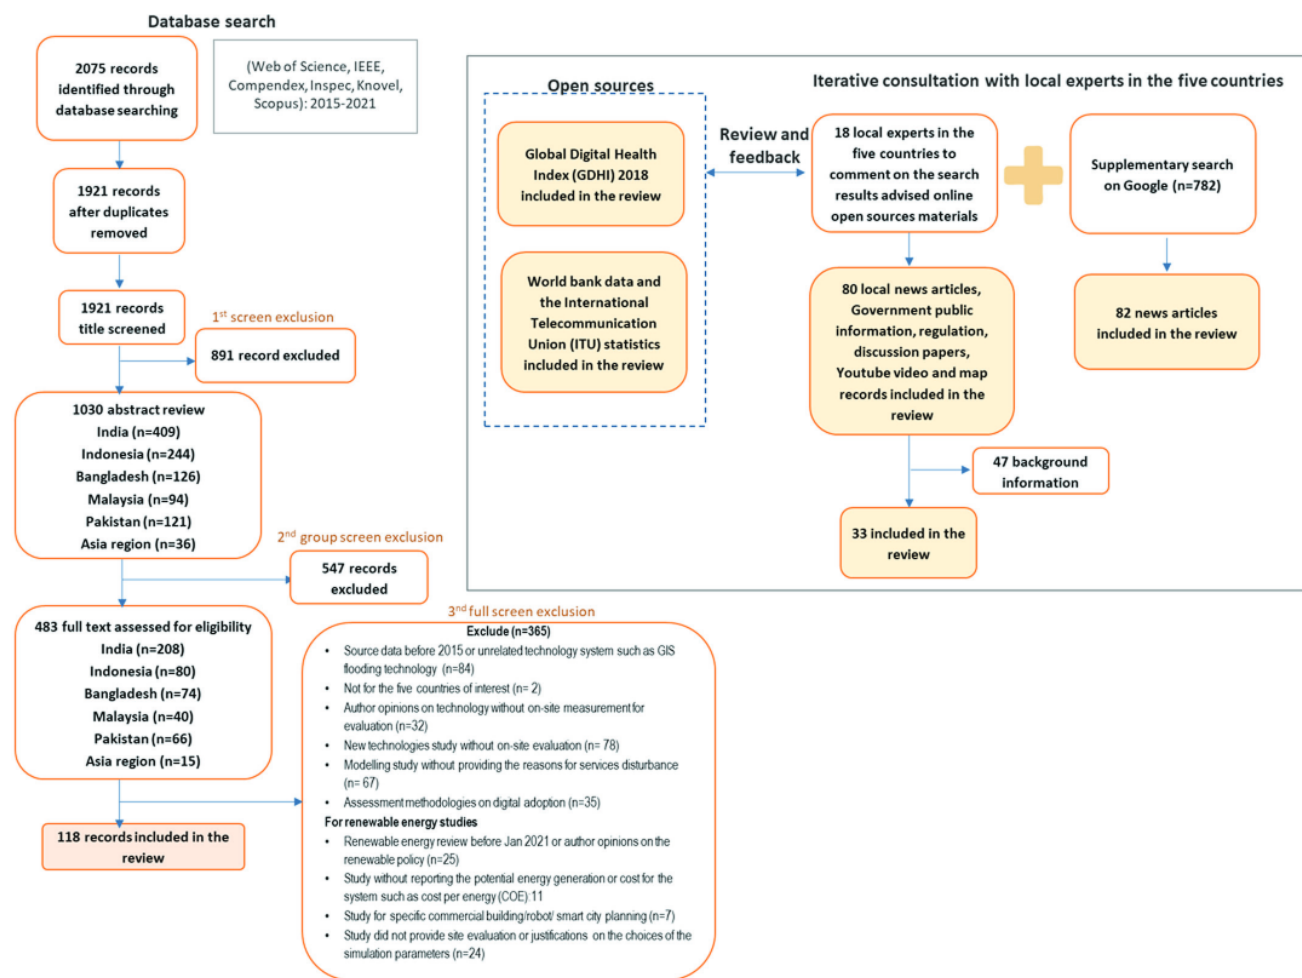 Database search
2075 records
identified through
database searching
(Web of Science, IEEE,
Compendex, Inspec, Knovel,
Scopus): 2015-2021
1921 records
after duplicates
removed
1921 records
title screened
1st screen exclusion
891 record excluded
1030 abstract review
India (n=409)
Indonesia (n=244)
Bangladesh (n=126)
Malaysia (n=94)
Pakistan (n=121)
Asia region (n=36)
2nd group screen exclusion
547 records
excluded
483 full text assessed for eligibility
India (n=208)
Indonesia (n=80)
Bangladesh (n=74)
Malaysia (n=40)
Pakistan (n=66)
Asia region (n=15)
118 records included in the
review
3nd full screen exclusion
Exclude (n=365)
• Source data before 2015 or unrelated technology system such as GIS
flooding technology (n=84)
• Not for the five countries of interest (n= 2)
• Author opinions on technology without on-site measurement for
evaluation (n=32)
• New technologies study without on-site evaluation (n= 78)
• Modelling study without providing the reasons for services disturbance
(n= 67)
• Assessment methodologies on digital adoption (n=35)
For renewable energy studies
• Renewable energy review before Jan 2021 or author opinions on the
renewable policy (n=25)
• Study without reporting the potential energy generation or cost for the
system such as cost per energy (COE):11
• Study for specific commercial building/robot/ smart city planning (n=7)
• Study did not provide site evaluation or justifications on the choices of the
simulation parameters (n=24)
Open sources
Global Digital Health
Index (GDHI) 2018
included in the review
World bank data and
the International
Telecommunication
Union (ITU) statistics
included in the review
Review and
feedback
Iterative consultation with local experts in the five countries
18 local experts in the
five countries to
comment on the search
results advised online
open sources materials
Supplementary search
on Google (n=782)
80 local news articles,
Government public
information, regulation,
discussion papers,
Youtube video and map
records included in the
review
82 news articles
included in the review
47 background
information
33 included in the
review